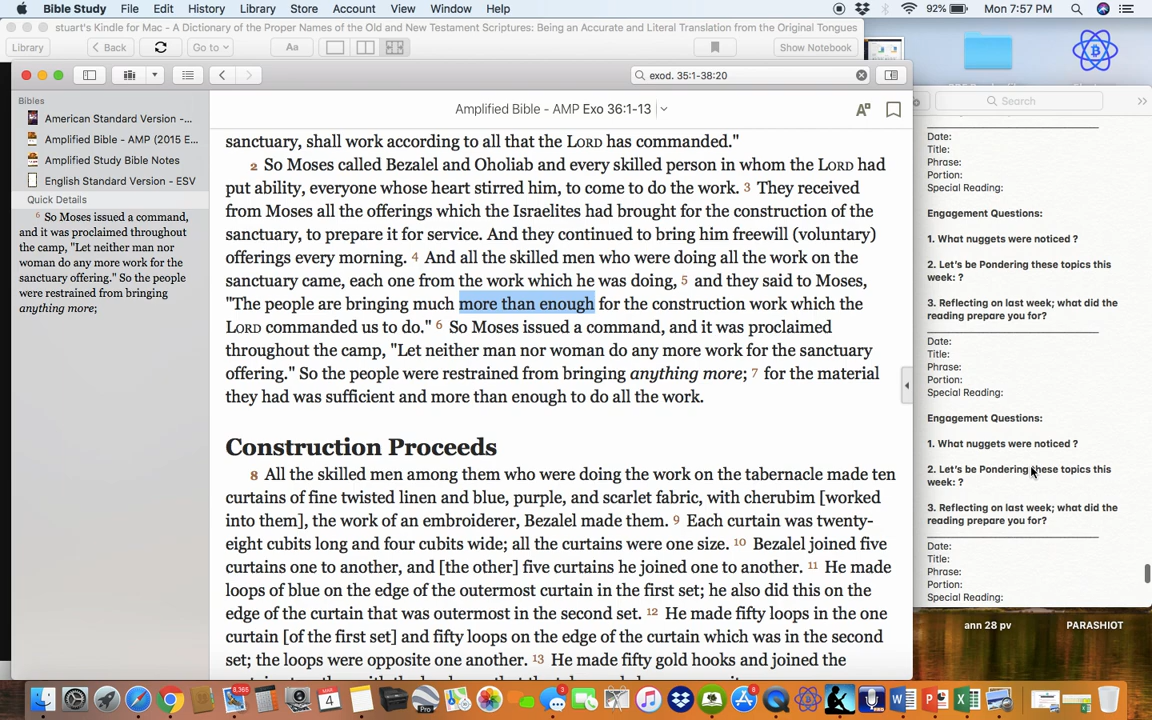 Bible Study File Edit History Library Store Account View Window Help 92% Mon 7:57 PM
stuart's Kindle for Mac - A Dictionary of the Proper Names of the Old and New Testament Scriptures: Being an Accurate and Literal Translation from the Original Tongues
Library Back Go to Aa Show Notebook
exod. 35:1-38:20
Bibles
American Standard Version -...
Amplified Bible - AMP (2015 E...
Amplified Study Bible Notes
English Standard Version - ESV
Quick Details
6 So Moses issued a command,
and it was proclaimed throughout
the camp, "Let neither man nor
woman do any more work for the
sanctuary offering." So the people
were restrained from bringing
anything more;
Amplified Bible - AMP Exo 36:1-13
sanctuary, shall work according to all that the LORD has commanded."
2 So Moses called Bezalel and Oholiab and every skilled person in whom the LORD had
put ability, everyone whose heart stirred him, to come to do the work. 3 They received
from Moses all the offerings which the Israelites had brought for the construction of the
sanctuary, to prepare it for service. And they continued to bring him freewill (voluntary)
offerings every morning. 4 And all the skilled men who were doing all the work on the
sanctuary came, each one from the work which he was doing, 5 and they said to Moses,
"The people are bringing much more than enough for the construction work which the
LORD commanded us to do." 6 So Moses issued a command, and it was proclaimed
throughout the camp, "Let neither man nor woman do any more work for the sanctuary
offering." So the people were restrained from bringing anything more; 7 for the material
they had was sufficient and more than enough to do all the work.
Construction Proceeds
8 All the skilled men among them who were doing the work on the tabernacle made ten
curtains of fine twisted linen and blue, purple, and scarlet fabric, with cherubim [worked
into them], the work of an embroiderer, Bezalel made them. 9 Each curtain was twenty-
eight cubits long and four cubits wide; all the curtains were one size. 10 Bezalel joined five
curtains one to another, and [the other] five curtains he joined one to another. 11 He made
loops of blue on the edge of the outermost curtain in the first set; he also did this on the
edge of the curtain that was outermost in the second set. 12 He made fifty loops in the one
curtain [of the first set] and fifty loops on the edge of the curtain which was in the second
set; the loops were opposite one another. 13 He made fifty gold hooks and joined the
Search
Date:
Title:
Phrase:
Portion:
Special Reading:
Engagement Questions:
1. What nuggets were noticed ?
2. Let's be Pondering these topics this
week: ?
3. Reflecting on last week; what did the
reading prepare you for?
Date:
Title:
Phrase:
Portion:
Special Reading:
Engagement Questions:
1. What nuggets were noticed ?
2. Let's be Pondering these topics this
week: ?
3. Reflecting on last week; what did the
reading prepare you for?
Date:
Title:
Phrase:
Portion:
Special Reading:
ann 28 pv PARASHIOT
8,365 MAR 4 Pro 3 8